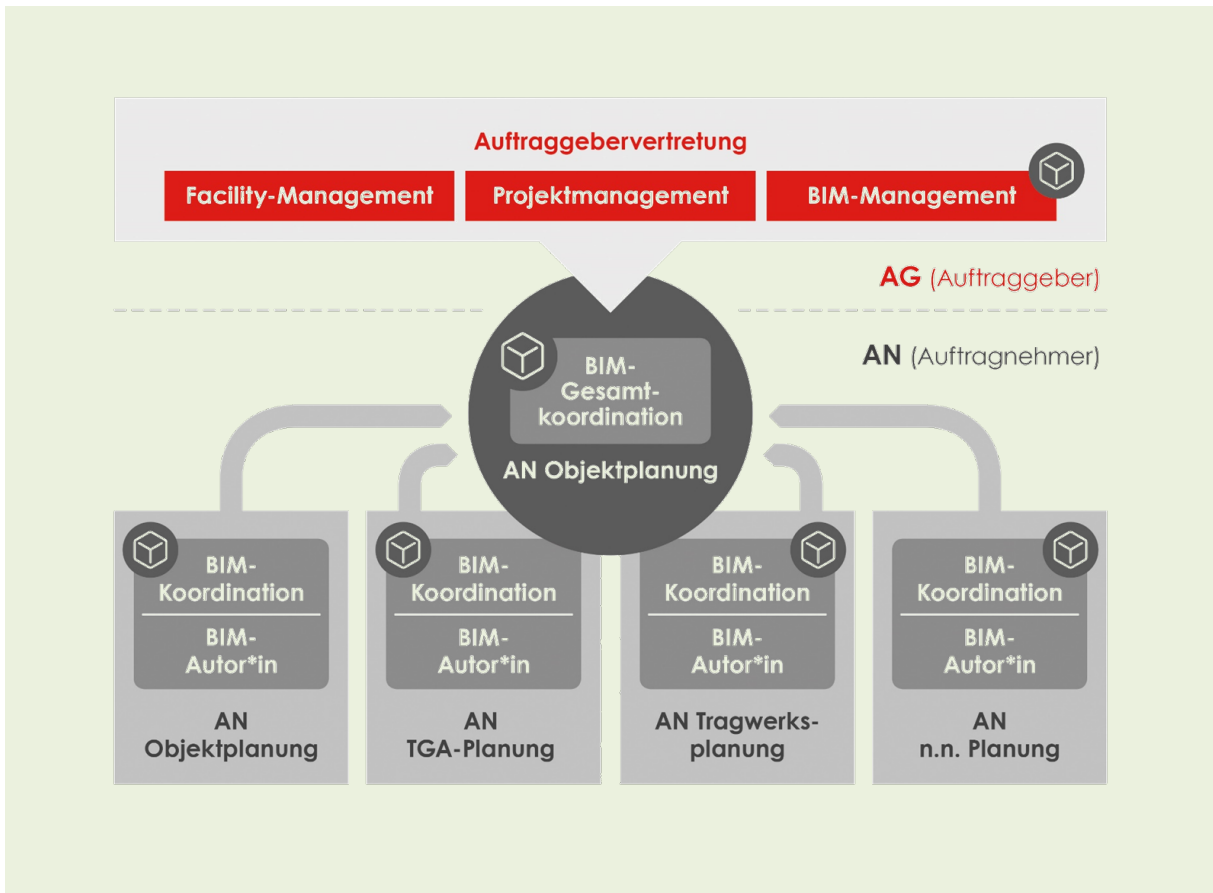 Auftraggebervertretung
Facility-Management
Projektmanagement
BIM-Management
AG (Auftraggeber)
AN (Auftragnehmer)
BIM-
Gesamt-
koordination
AN Objektplanung
BIM-
Koordination
BIM-
Autor*in
AN
Objektplanung
BIM-
Koordination
BIM-
Autor*in
AN
TGA-Planung
BIM-
Koordination
BIM-
Autor*in
AN Tragwerks-
planung
BIM-
Koordination
BIM-
Autor*in
AN
n.n. Planung